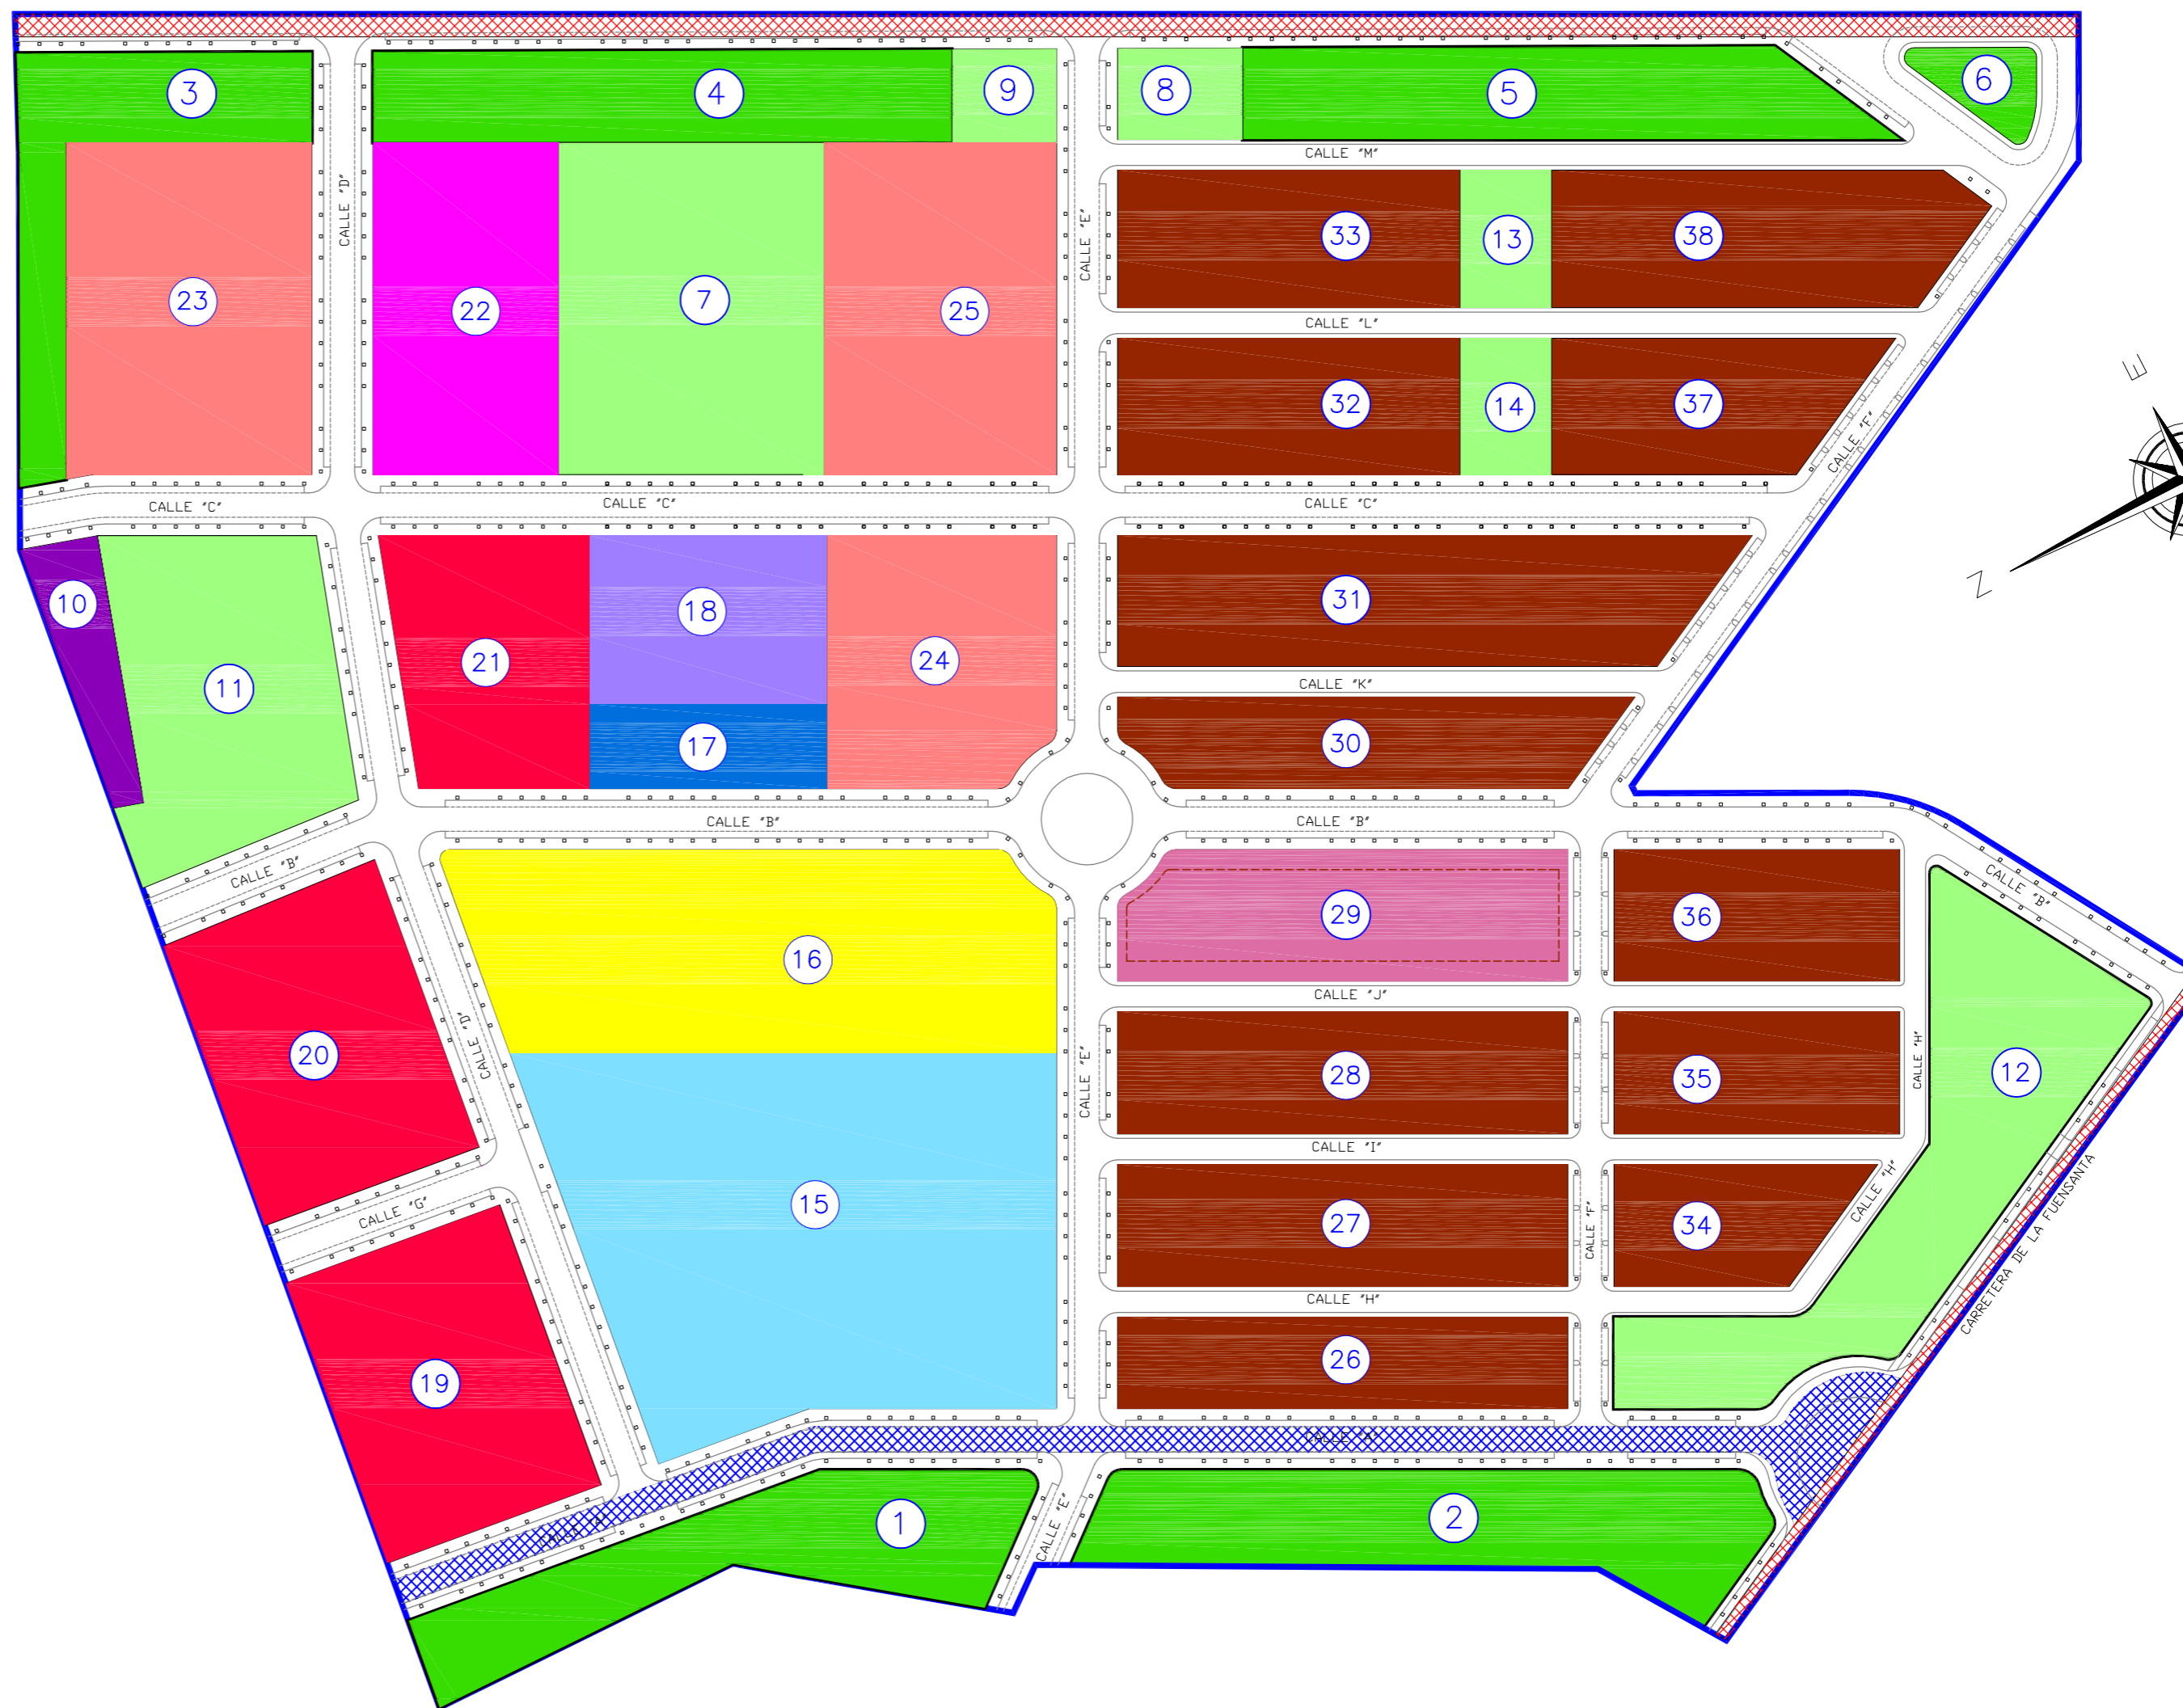 3
4
9
8
5
6
CALLE "M"
CALLE "D"
CALLE "E"
33
13
38
23
22
7
25
CALLE "L"
32
14
37
CALLE "F"
E
CALLE "C"
CALLE "C"
CALLE "C"
N
10
11
21
18
24
31
CALLE "K"
17
30
CALLE "B"
CALLE "B"
CALLE "B"
CALLE "B"
16
29
36
CALLE "J"
20
CALLE "D"
CALLE "E"
28
35
CALLE "H"
12
CALLE "I"
15
CALLE "G"
27
CALLE "F"
34
CALLE "H"
CARRETERA DE LA FUENSANTA
CALLE "H"
19
26
CALLE "A"
CALLE "A"
1
CALLE "E"
2